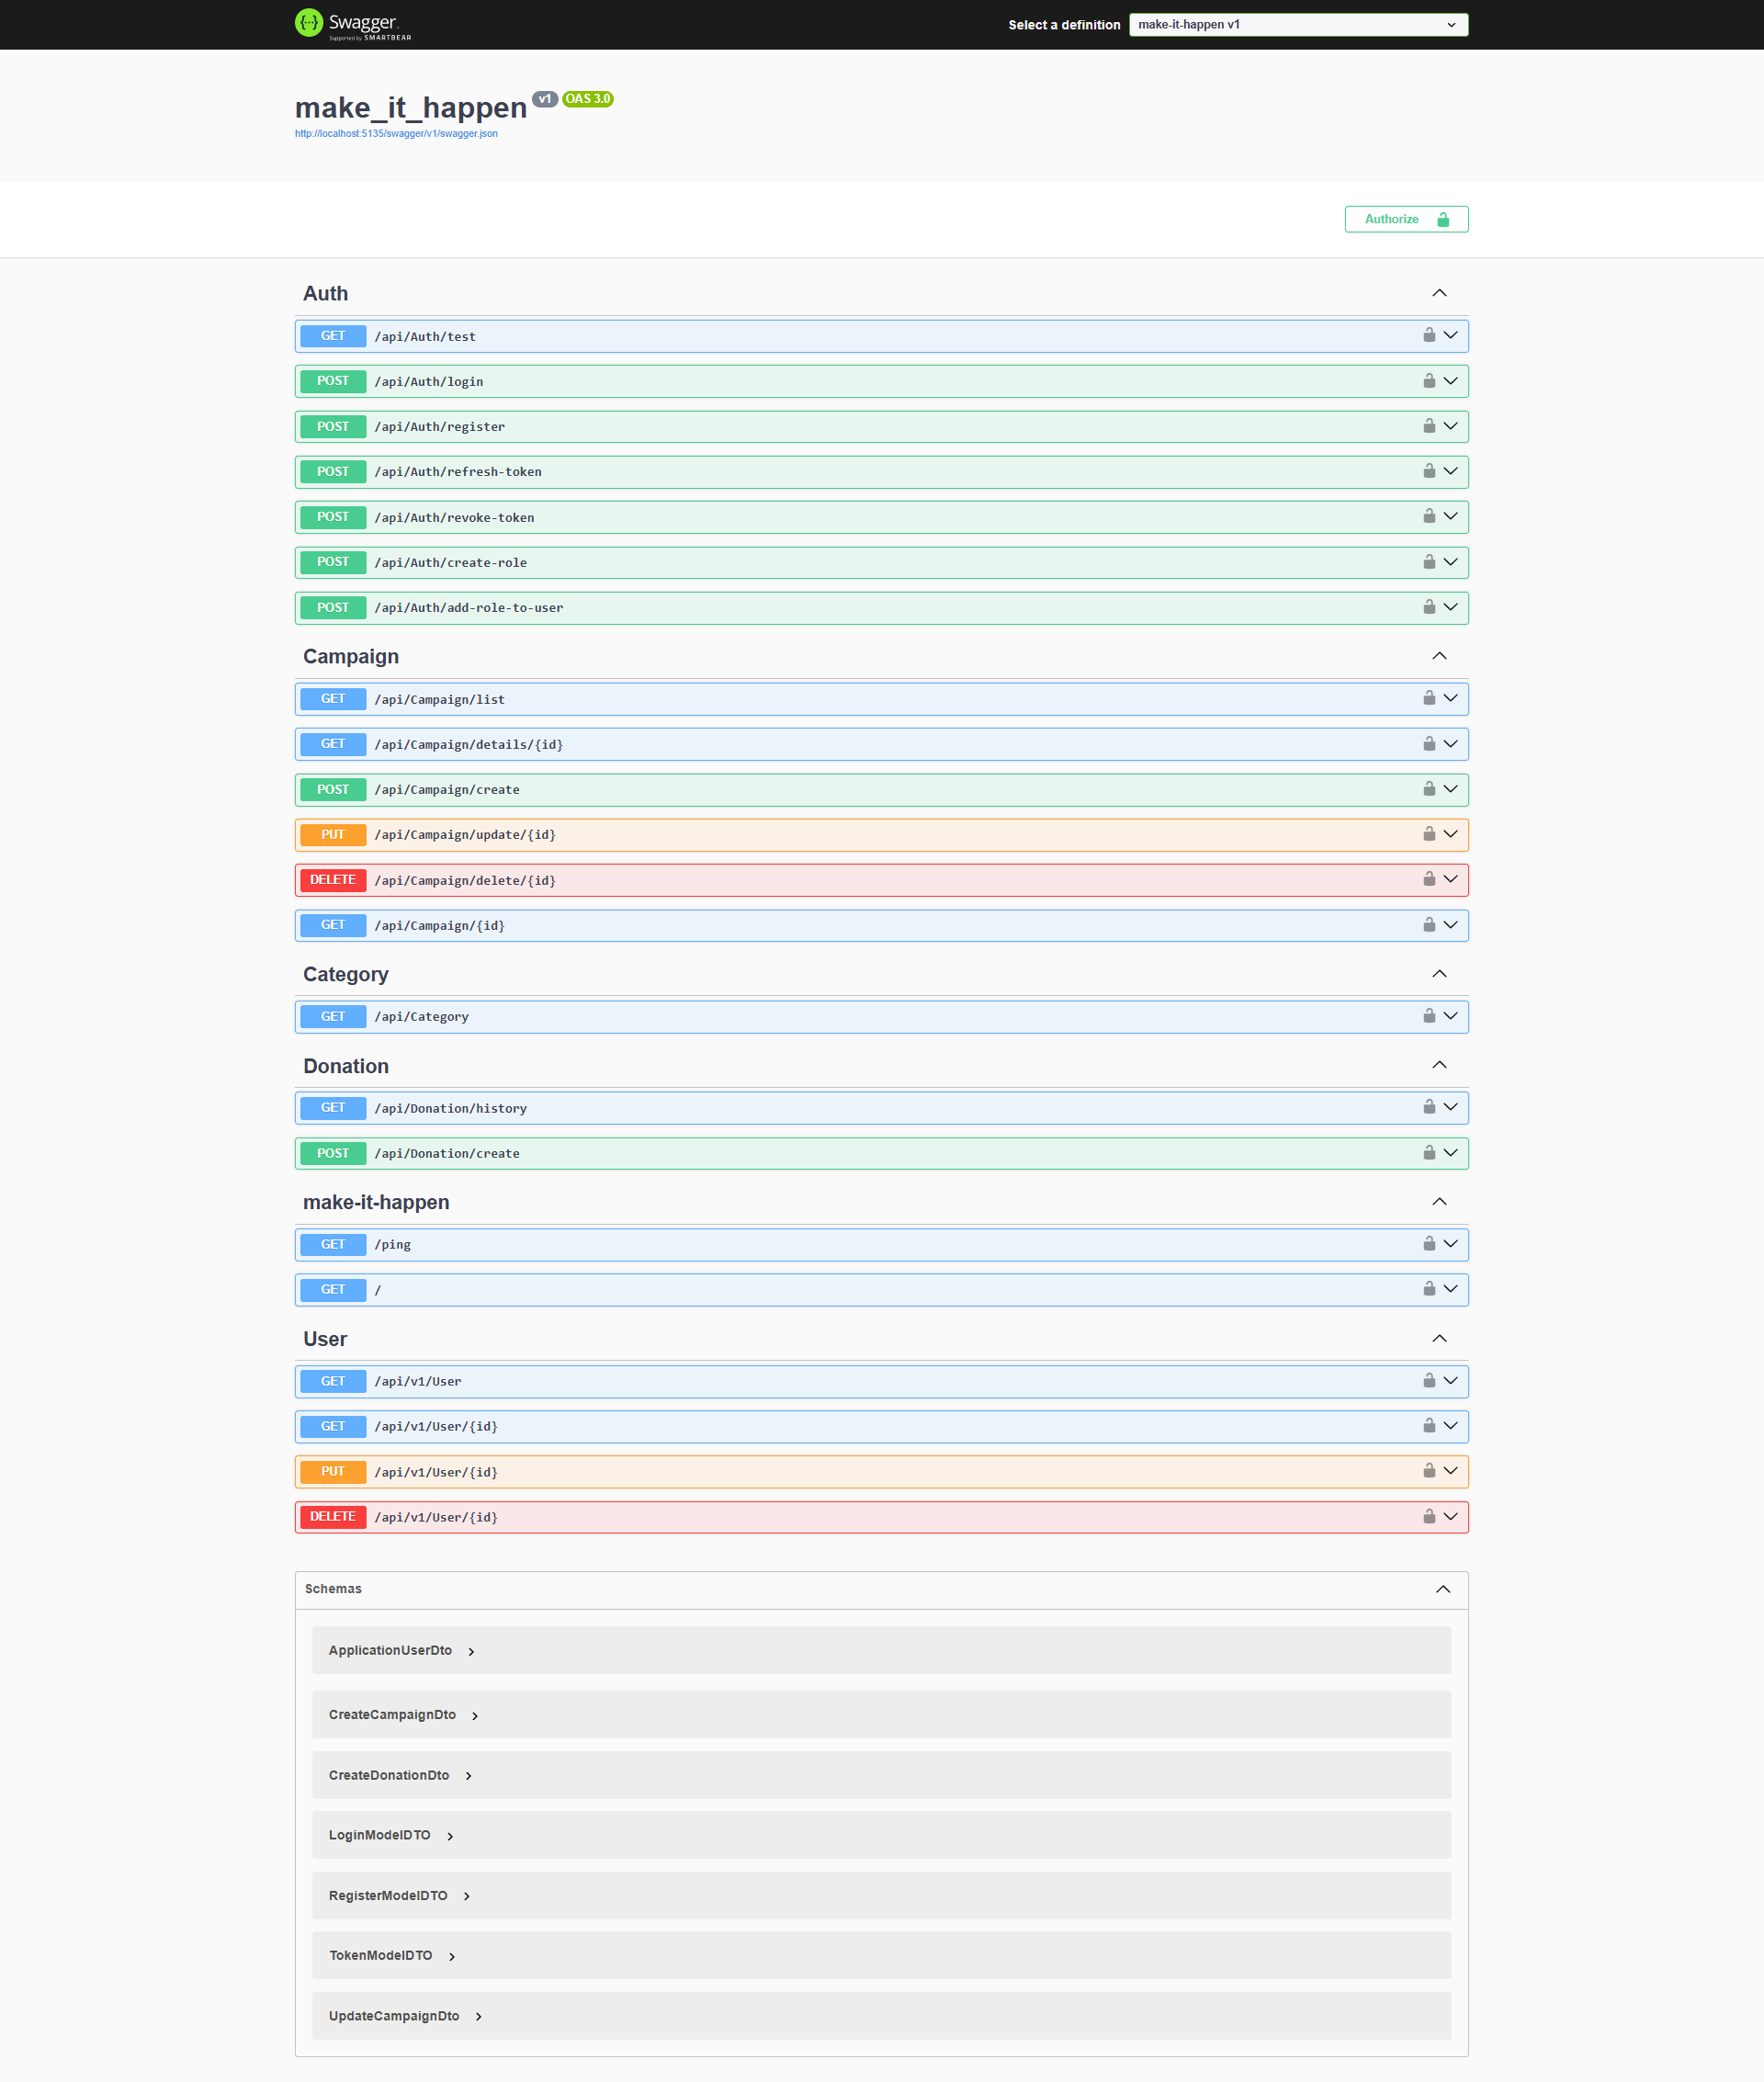 Swagger.
Supported by SMARTBEAR
Select a definition
make-it-happen v1
make_it_happen v1 OAS 3.0
http://localhost:5135/swagger/v1/swagger.json
Authorize
Auth
GET /api/Auth/test
POST /api/Auth/login
POST /api/Auth/register
POST /api/Auth/refresh-token
POST /api/Auth/revoke-token
POST /api/Auth/create-role
POST /api/Auth/add-role-to-user
Campaign
GET /api/Campaign/list
GET /api/Campaign/details/{id}
POST /api/Campaign/create
PUT /api/Campaign/update/{id}
DELETE /api/Campaign/delete/{id}
GET /api/Campaign/{id}
Category
GET /api/Category
Donation
GET /api/Donation/history
POST /api/Donation/create
make-it-happen
GET /ping
GET /
User
GET /api/v1/User
GET /api/v1/User/{id}
PUT /api/v1/User/{id}
DELETE /api/v1/User/{id}
Schemas
ApplicationUserDto
CreateCampaignDto
CreateDonationDto
LoginModelDTO
RegisterModelDTO
TokenModelDTO
UpdateCampaignDto